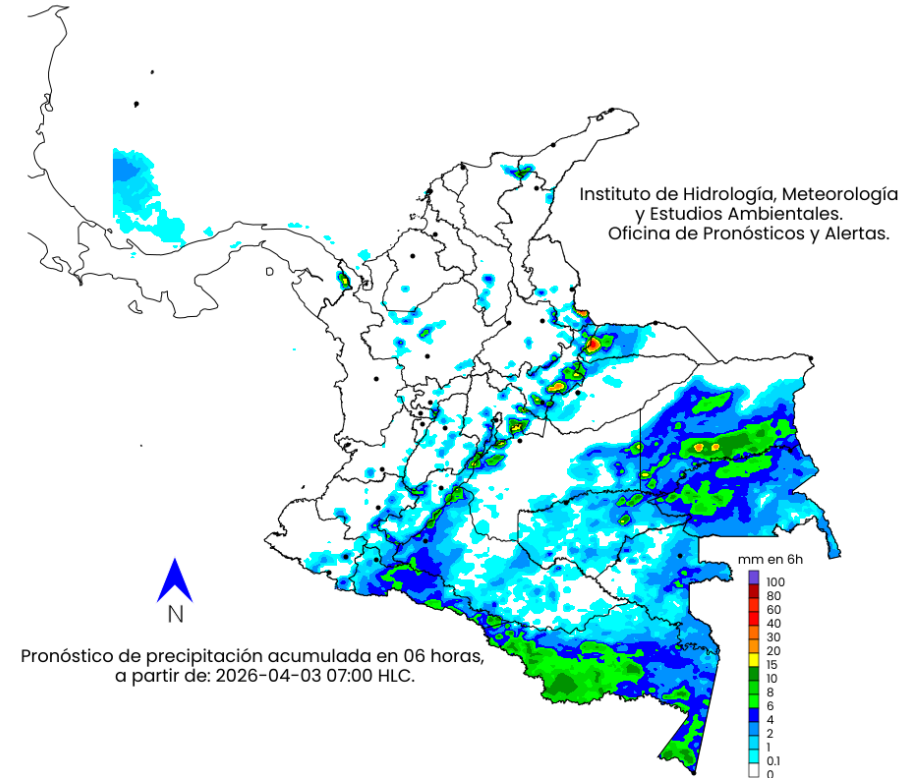 Instituto de Hidrología, Meteorología
y Estudios Ambientales.
Oficina de Pronósticos y Alertas.
mm en 6h
100
80
60
40
30
20
15
10
8
6
4
2
1
0.1
0
N
Pronóstico de precipitación acumulada en 06 horas,
a partir de: 2026-04-03 07:00 HLC.